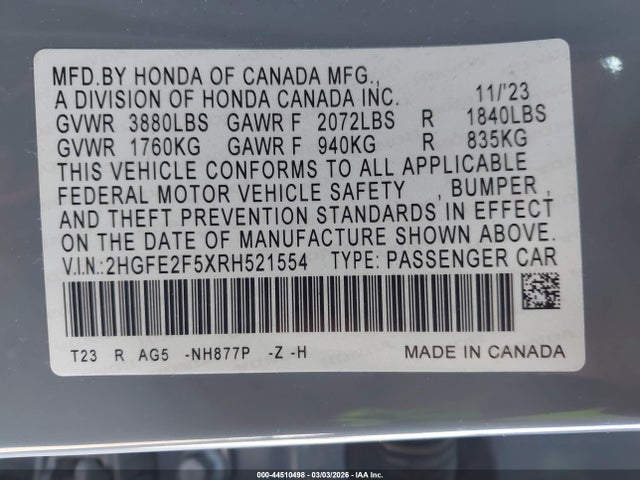 MFD.BY HONDA OF CANADA MFG.,
A DIVISION OF HONDA CANADA INC. 11/'23
GVWR 3880LBS GAWR F 2072LBS R 1840LBS
GVWR 1760KG GAWR F 940KG R 835KG
THIS VEHICLE CONFORMS TO ALL APPLICABLE
FEDERAL MOTOR VEHICLE SAFETY , BUMPER ,
AND THEFT PREVENTION STANDARDS IN EFFECT
ON THE DATE OF MANUFACTURE SHOWN ABOVE.
V.I.N.:2HGFE2F5XRH521554 TYPE: PASSENGER CAR
T23 R AG5 -NH877P -Z -H MADE IN CANADA
000-44510498 - 03/03/2026 - IAA Inc.